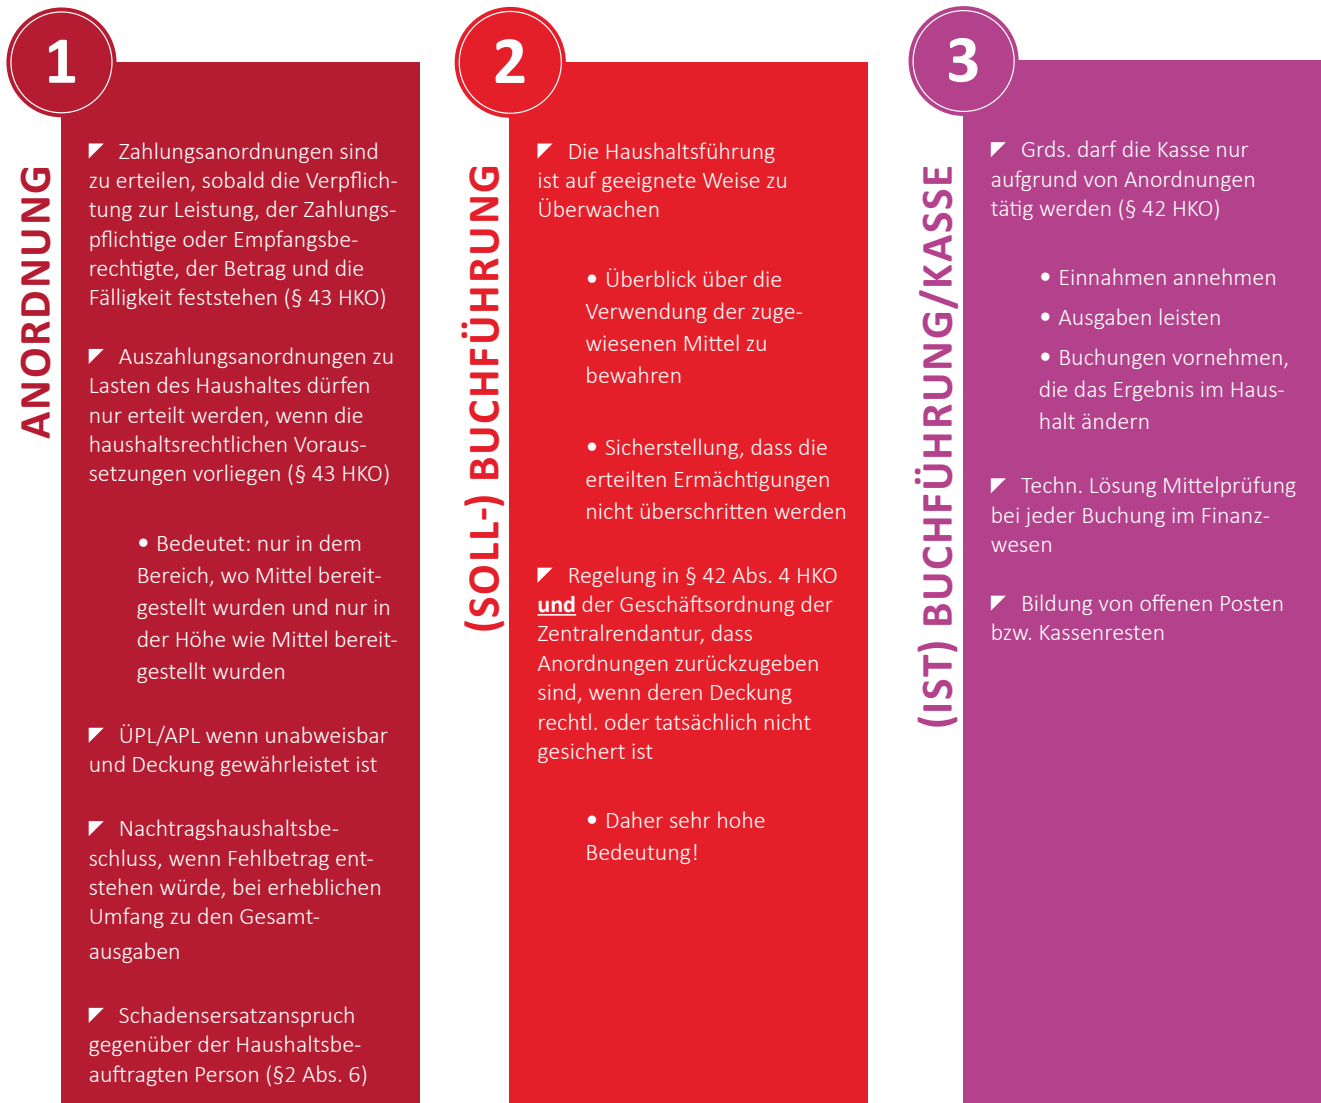 1
ANORDNUNG
◤ Zahlungsanordnungen sind
zu erteilen, sobald die Verpflich-
tung zur Leistung, der Zahlungs-
pflichtige oder Empfangsbe-
rechtigte, der Betrag und die
Fälligkeit feststehen (§ 43 HKO)
◤ Auszahlungsanordnungen zu
Lasten des Haushaltes dürfen
nur erteilt werden, wenn die
haushaltsrechtlichen Voraus-
setzungen vorliegen (§ 43 HKO)
• Bedeutet: nur in dem
Bereich, wo Mittel bereit-
gestellt wurden und nur in
der Höhe wie Mittel bereit-
gestellt wurden
◤ ÜPL/APL wenn unabweisbar
und Deckung gewährleistet ist
◤ Nachtragshaushaltsbe-
schluss, wenn Fehlbetrag ent-
stehen würde, bei erheblichen
Umfang zu den Gesamt-
ausgaben
◤ Schadensersatzanspruch
gegenüber der Haushaltsbe-
auftragten Person (§2 Abs. 6)
2
(SOLL-) BUCHFÜHRUNG
◤ Die Haushaltsführung
ist auf geeignete Weise zu
Überwachen
• Überblick über die
Verwendung der zuge-
wiesenen Mittel zu
bewahren
• Sicherstellung, dass die
erteilten Ermächtigungen
nicht überschritten werden
◤ Regelung in § 42 Abs. 4 HKO
und der Geschäftsordnung der
Zentralrendantur, dass
Anordnungen zurückzugeben
sind, wenn deren Deckung
rechtl. oder tatsächlich nicht
gesichert ist
• Daher sehr hohe
Bedeutung!
3
(IST) BUCHFÜHRUNG/KASSE
◤ Grds. darf die Kasse nur
aufgrund von Anordnungen
tätig werden (§ 42 HKO)
• Einnahmen annehmen
• Ausgaben leisten
• Buchungen vornehmen,
die das Ergebnis im Haus-
halt ändern
◤ Techn. Lösung Mittelprüfung
bei jeder Buchung im Finanz-
wesen
◤ Bildung von offenen Posten
bzw. Kassenresten